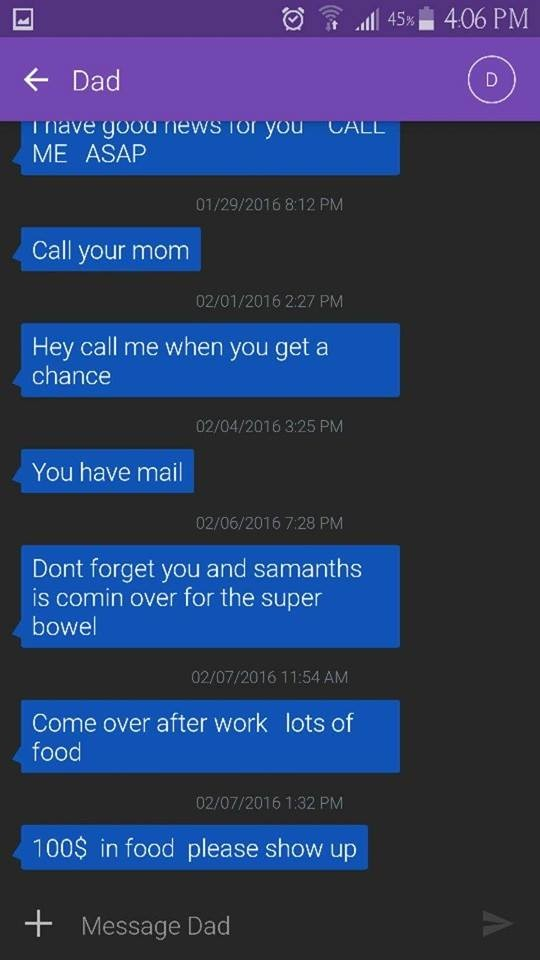 45% 4:06 PM
Dad
D
I have good news for you CALL
ME ASAP
01/29/2016 8:12 PM
Call your mom
02/01/2016 2:27 PM
Hey call me when you get a
chance
02/04/2016 3:25 PM
You have mail
02/06/2016 7:28 PM
Dont forget you and samanths
is comin over for the super
bowel
02/07/2016 11:54 AM
Come over after work lots of
food
02/07/2016 1:32 PM
100$ in food please show up
Message Dad